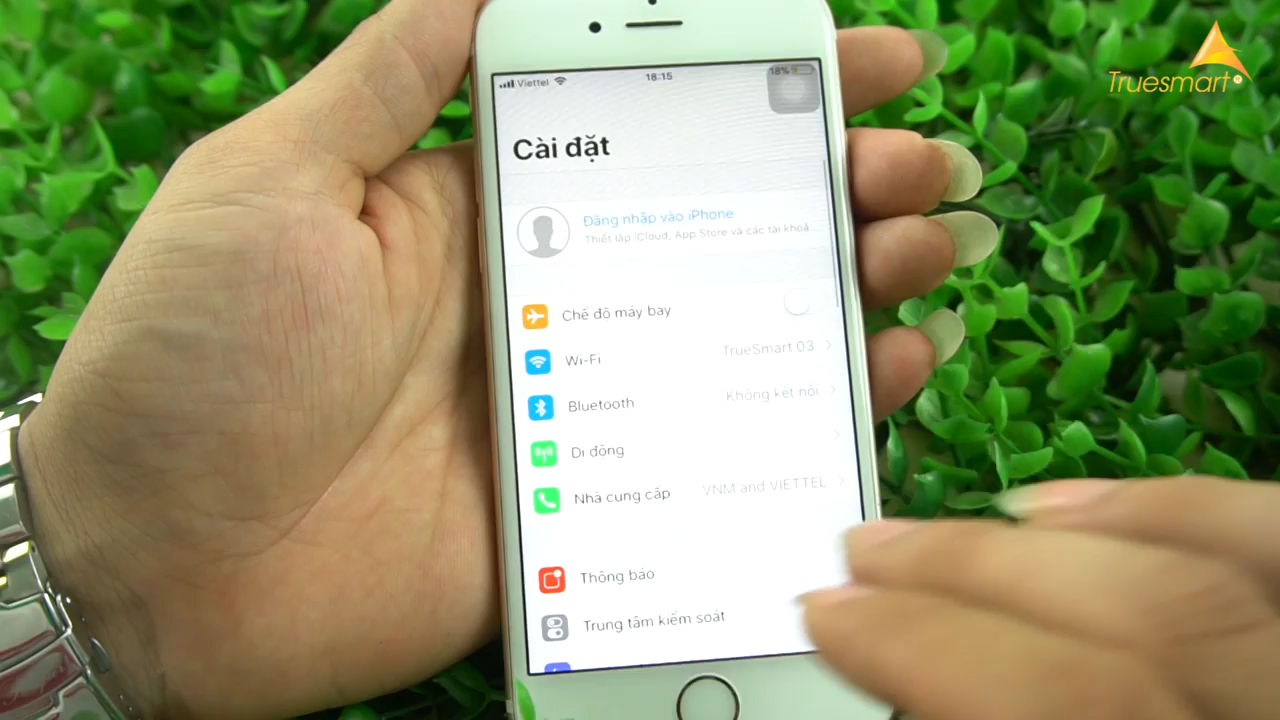 Truesmart
Viettel 18:15 18%
Cài đặt
Đăng nhập vào iPhone
Thiết lập iCloud, App Store và các tài khoả...
Chế độ máy bay
Wi-Fi TrueSmart 03
Bluetooth Không kết nối
Di động
Nhà cung cấp VNM and VIETTEL
Thông báo
Trung tâm kiểm soát